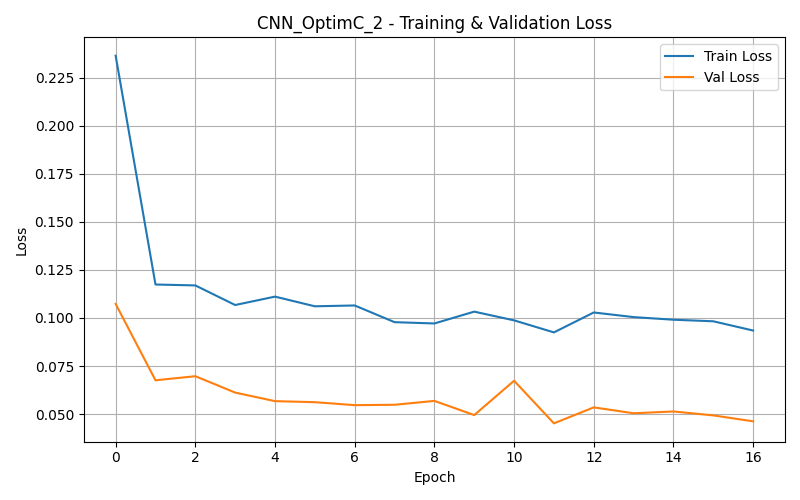 CNN_OptimC_2 - Training & Validation Loss
Train Loss
Val Loss
0.225
0.200
0.175
0.150
0.125
0.100
0.075
0.050
Loss
0 2 4 6 8 10 12 14 16
Epoch